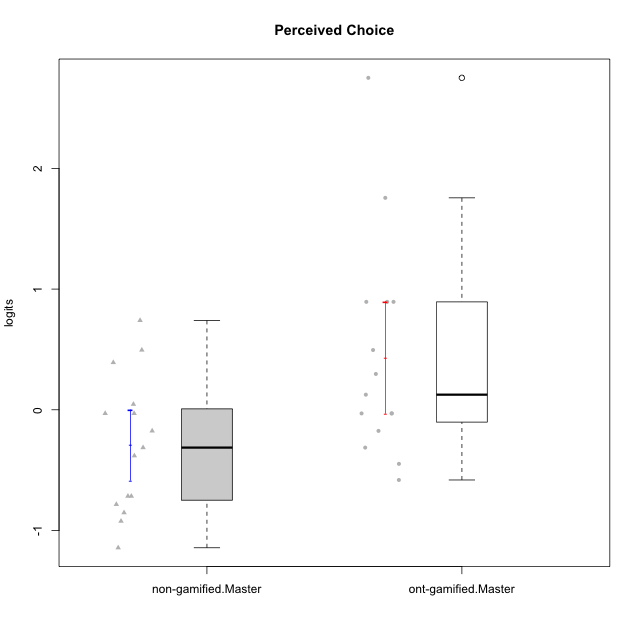 Perceived Choice
logits
2
1
0
-1
non-gamified.Master
ont-gamified.Master